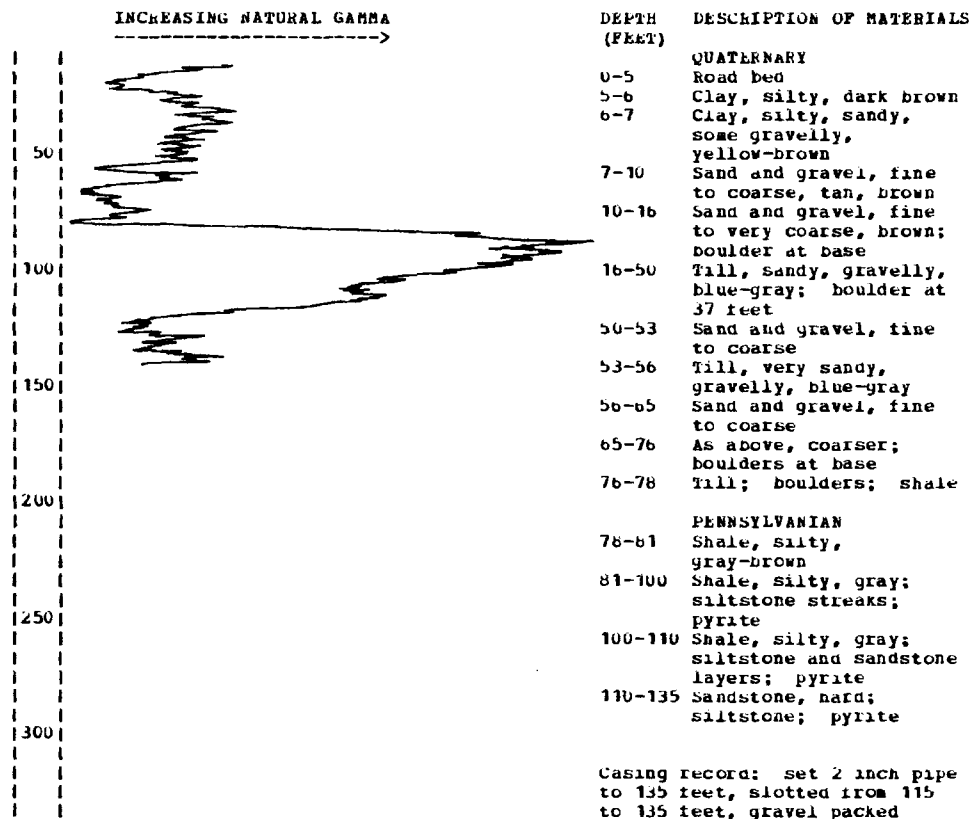 INCREASING NATURAL GAMMA
----------------------->
DEPTH DESCRIPTION OF MATERIALS
(FEET)
QUATERNARY
0-5 Road bed
5-6 Clay, silty, dark brown
6-7 Clay, silty, sandy,
some gravelly,
yellow-brown
7-10 Sand and gravel, fine
to coarse, tan, brown
10-16 Sand and gravel, fine
to very coarse, brown;
boulder at base
16-50 Till, sandy, gravelly,
blue-gray; boulder at
37 feet
50-53 Sand and gravel, fine
to coarse
53-56 Till, very sandy,
gravelly, blue-gray
56-65 Sand and gravel, fine
to coarse
65-76 As above, coarser;
boulders at base
76-78 Till; boulders; shale
PENNSYLVANIAN
78-81 Shale, silty,
gray-brown
81-100 Shale, silty, gray;
siltstone streaks;
pyrite
100-110 Shale, silty, gray;
siltstone and sandstone
layers; pyrite
110-135 Sandstone, hard;
siltstone; pyrite
Casing record: set 2 inch pipe
to 135 feet, slotted from 115
to 135 feet, gravel packed
50
100
150
200
250
300